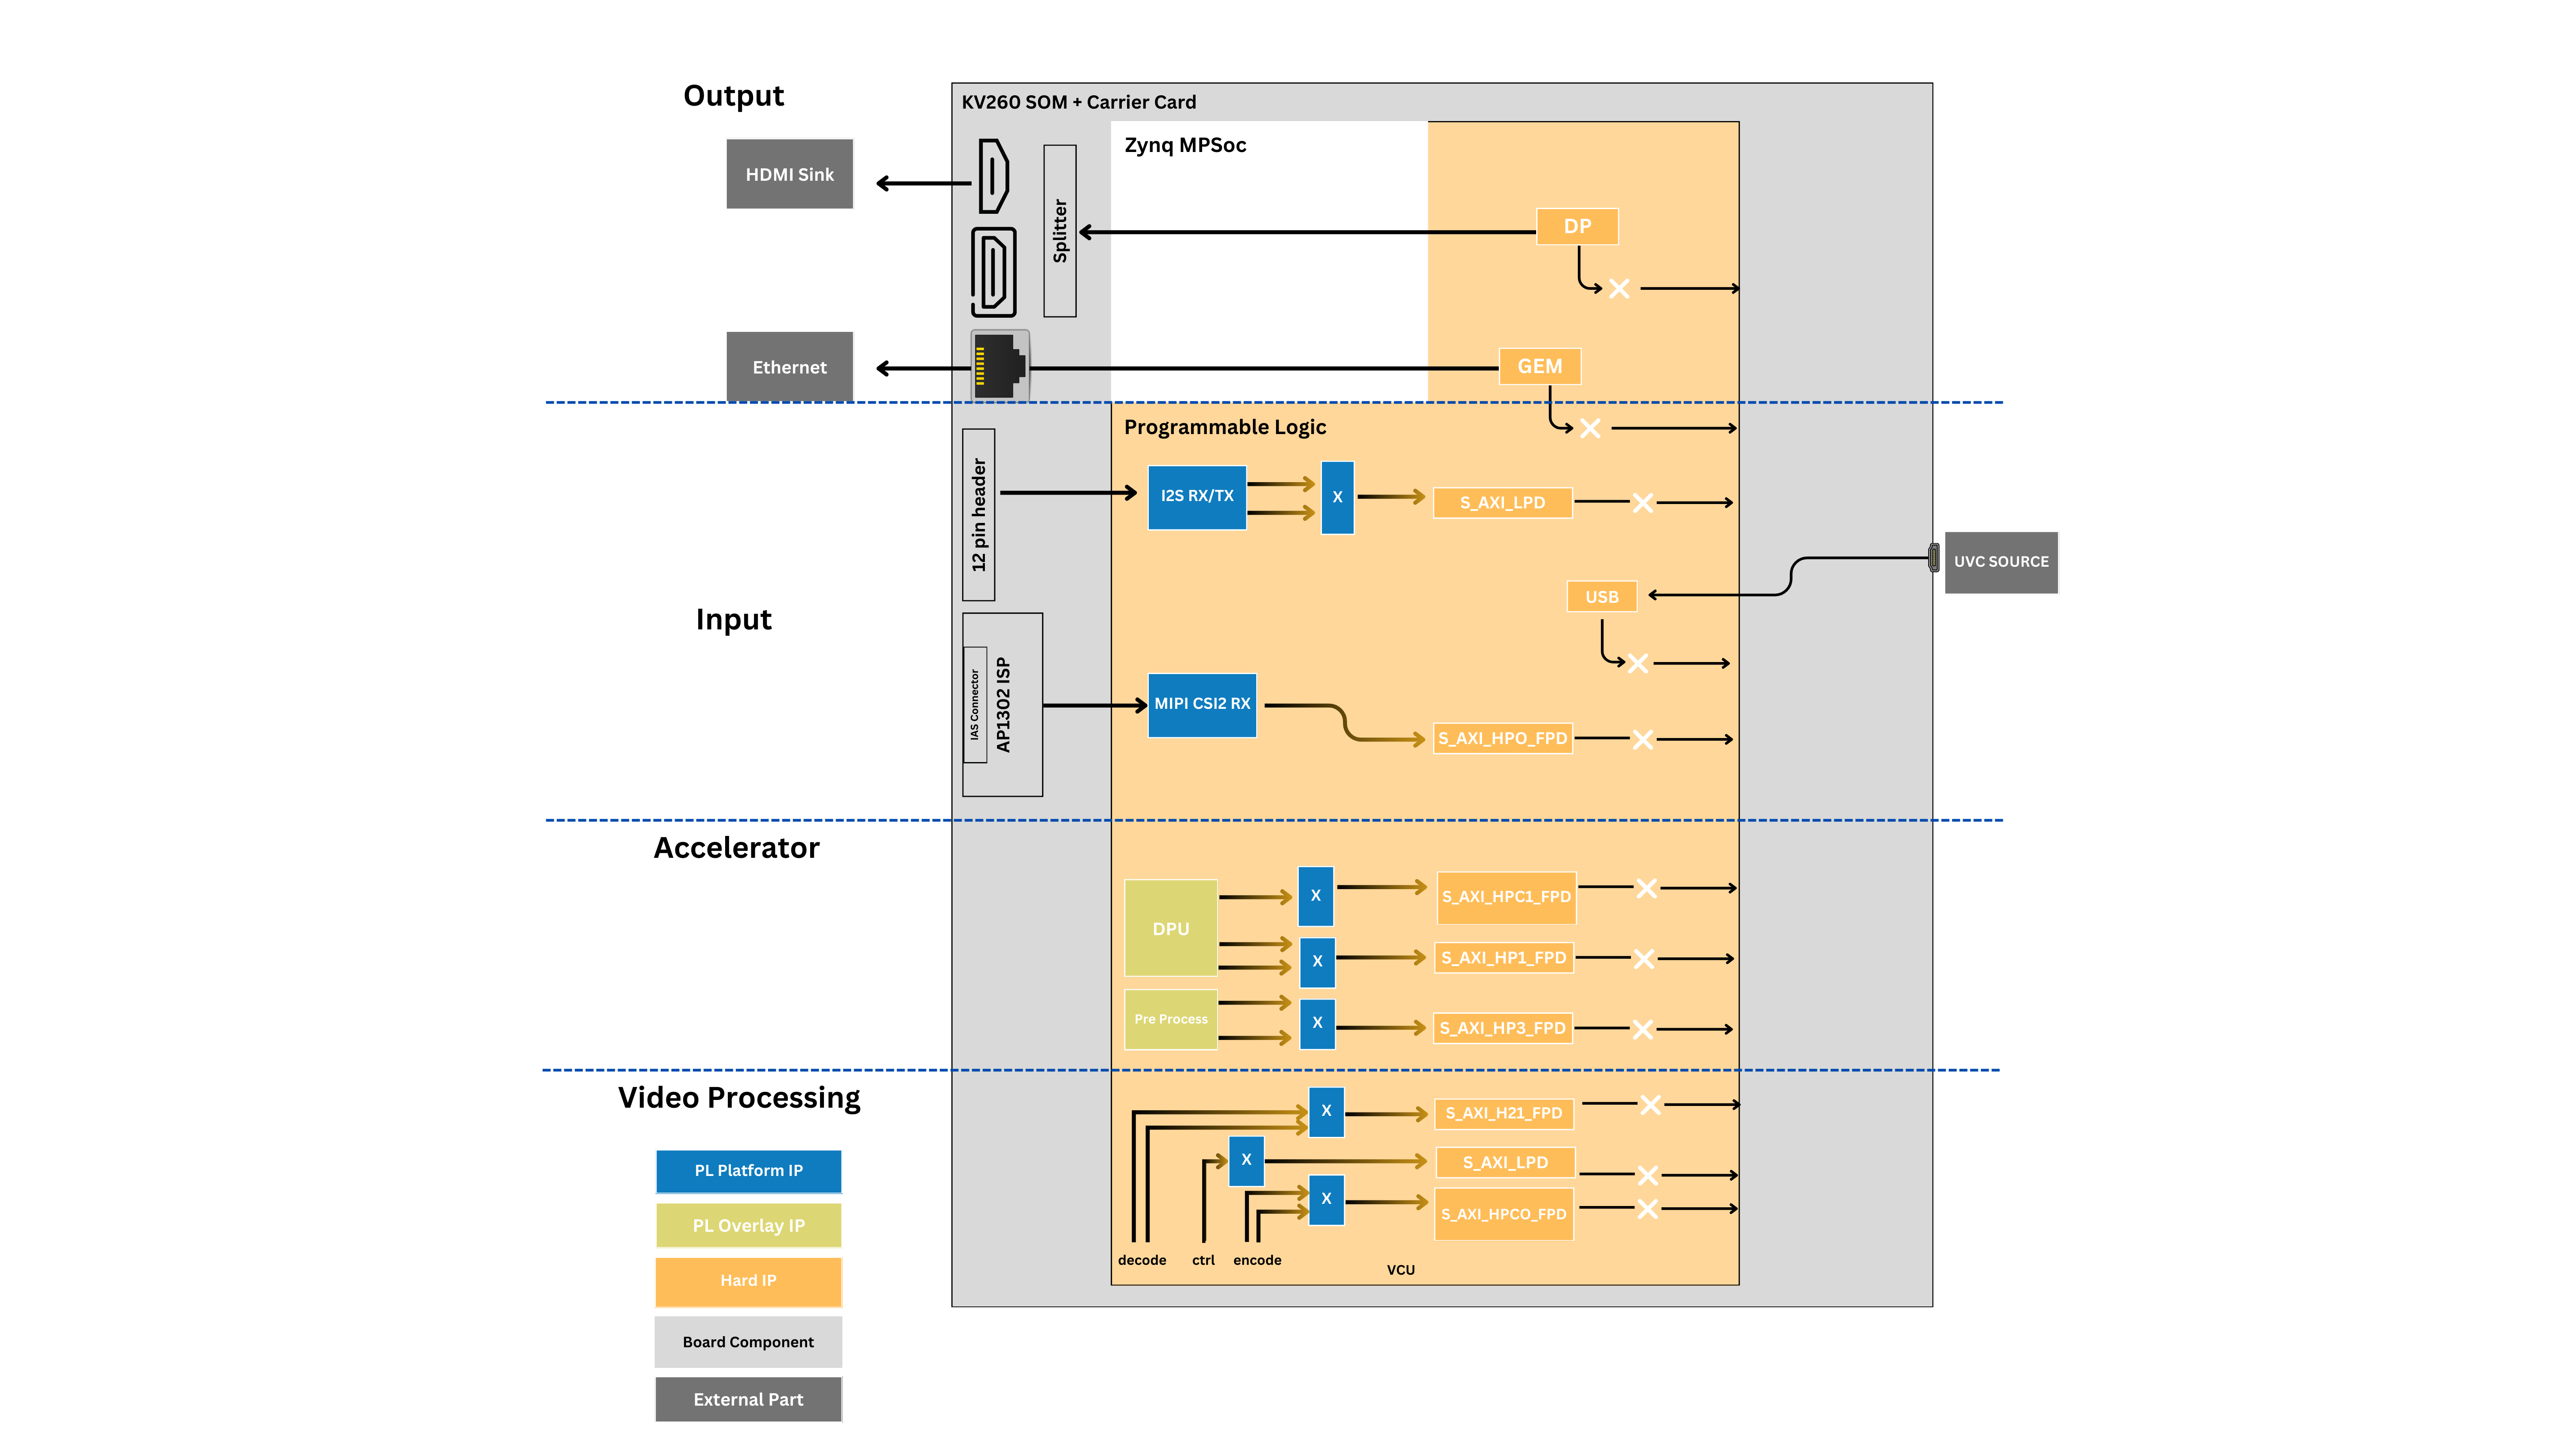 Output
KV260 SOM + Carrier Card
Zynq MPSoc
HDMI Sink
Splitter
DP
Ethernet
GEM
Programmable Logic
12 pin header
I2S RX/TX
X
S_AXI_LPD
UVC SOURCE
USB
Input
IAS Connector
AP1302 ISP
MIPI CSI2 RX
S_AXI_HPO_FPD
Accelerator
DPU
X
S_AXI_HPC1_FPD
X
S_AXI_HP1_FPD
Pre Process
X
S_AXI_HP3_FPD
Video Processing
X
S_AXI_H21_FPD
X
S_AXI_LPD
X
S_AXI_HPCO_FPD
decode
ctrl
encode
VCU
PL Platform IP
PL Overlay IP
Hard IP
Board Component
External Part